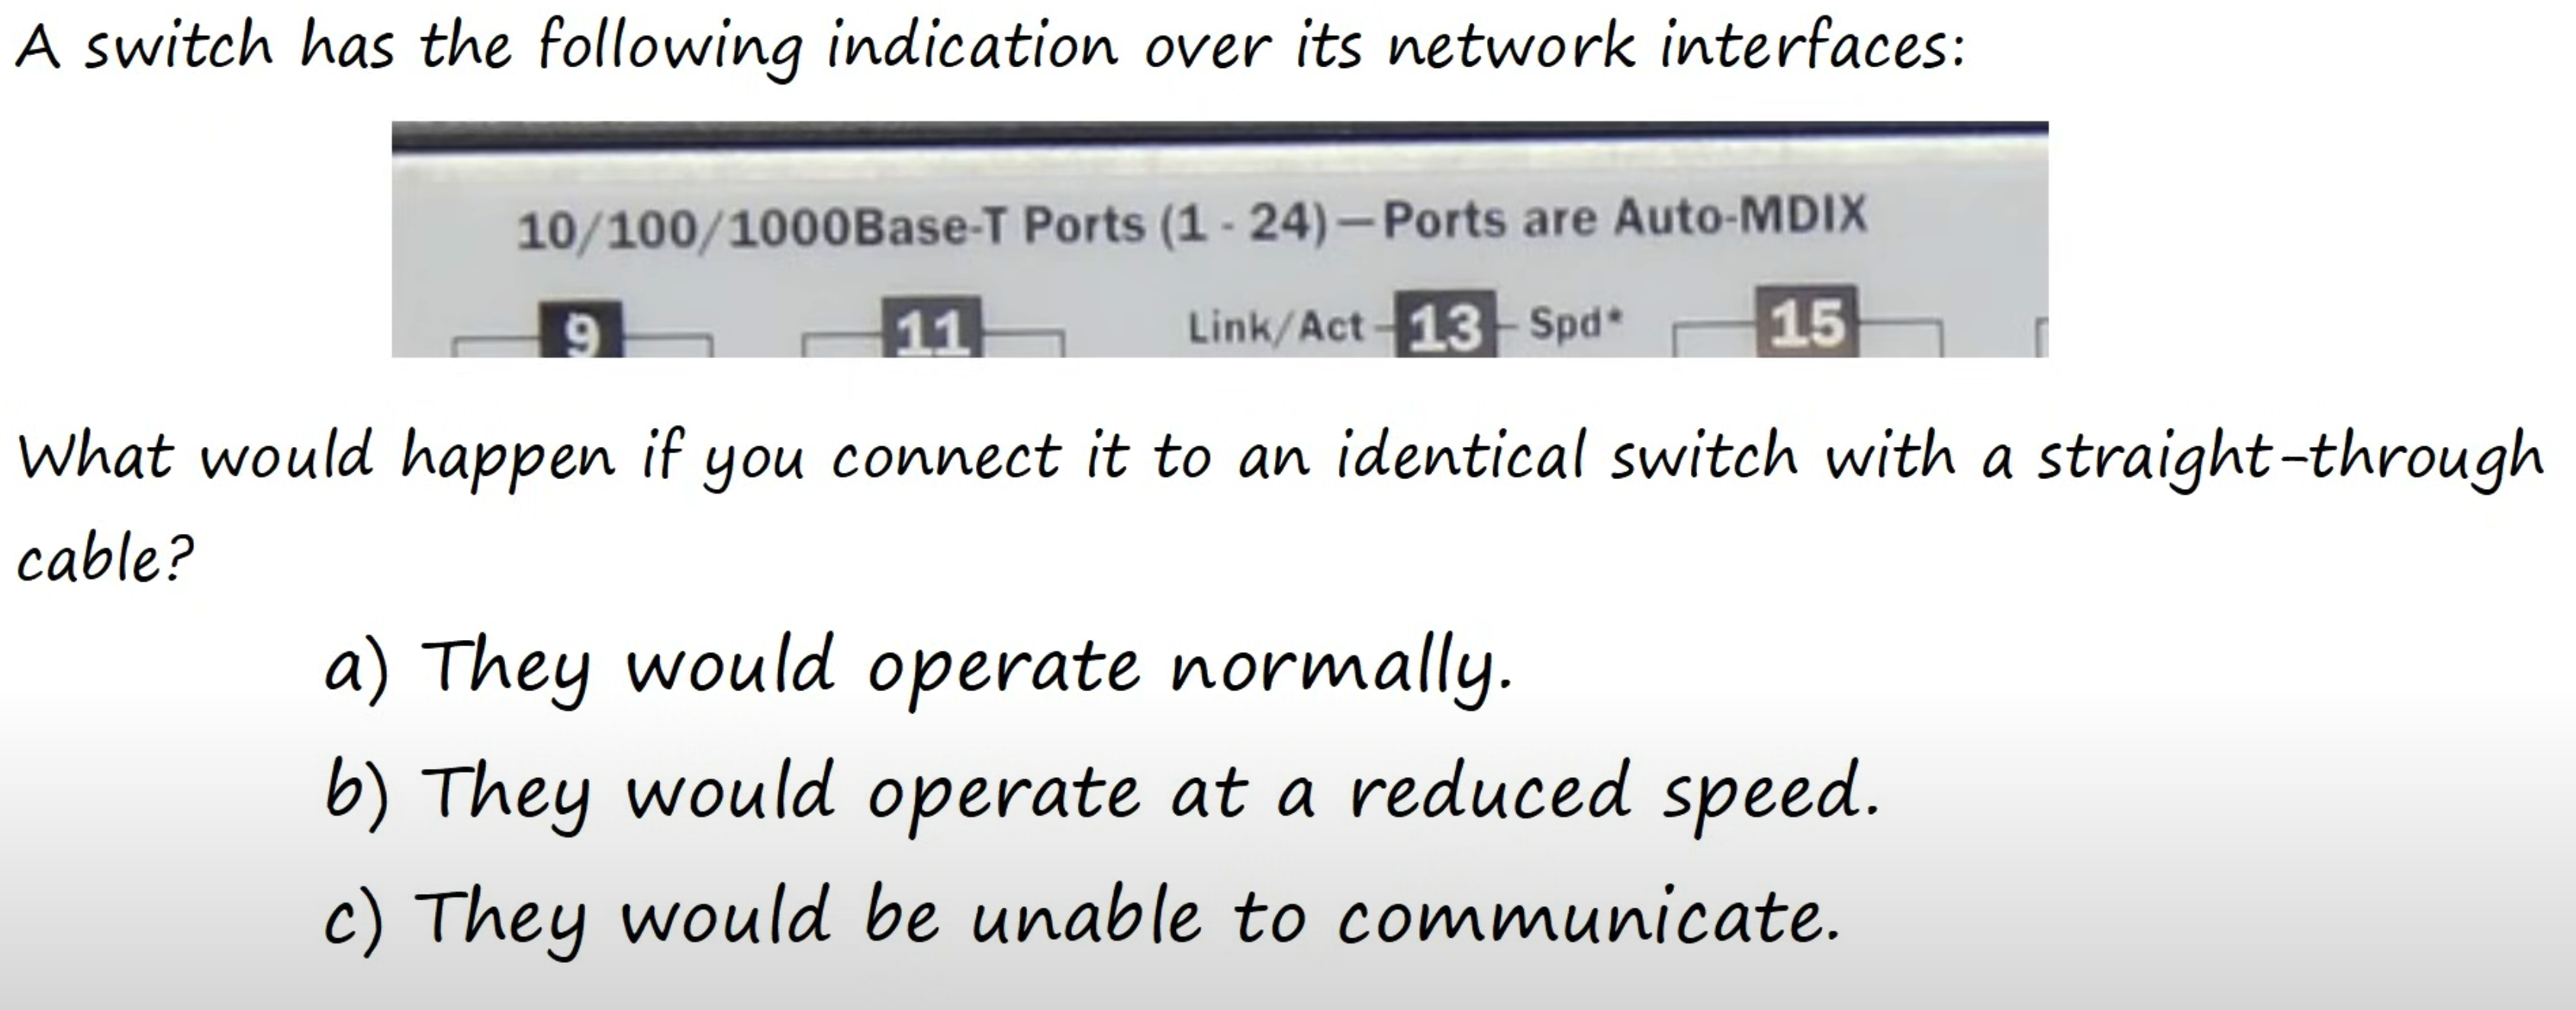 A switch has the following indication over its network interfaces:
10/100/1000Base-T Ports (1 - 24) — Ports are Auto-MDIX
9 11 Link/Act 13 Spd* 15
What would happen if you connect it to an identical switch with a straight-through
cable?
a) They would operate normally.
b) They would operate at a reduced speed.
c) They would be unable to communicate.